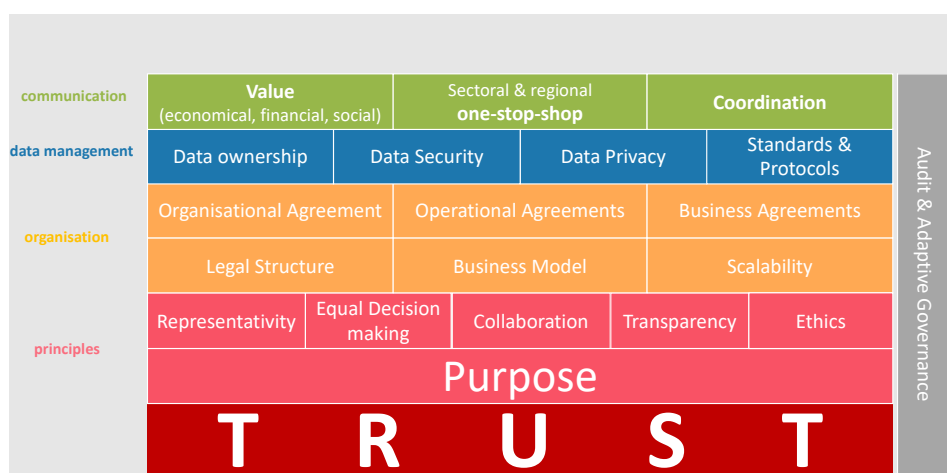 communication
Value
(economical, financial, social)
Sectoral & regional
one-stop-shop
Coordination
data management
Data ownership
Data Security
Data Privacy
Standards &
Protocols
organisation
Organisational Agreement
Operational Agreements
Business Agreements
Legal Structure
Business Model
Scalability
principles
Representativity
Equal Decision
making
Collaboration
Transparency
Ethics
Purpose
TRUST
Audit & Adaptive Governance